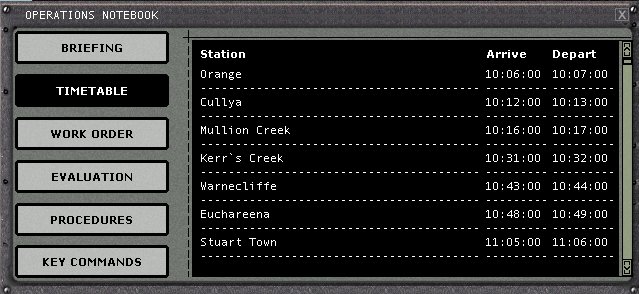 OPERATIONS NOTEBOOK X
BRIEFING
TIMETABLE
WORK ORDER
EVALUATION
PROCEDURES
KEY COMMANDS
Station Arrive Depart
Orange 10:06:00 10:07:00
Cullya 10:12:00 10:13:00
Mullion Creek 10:16:00 10:17:00
Kerr`s Creek 10:31:00 10:32:00
Warnecliffe 10:43:00 10:44:00
Euchareena 10:48:00 10:49:00
Stuart Town 11:05:00 11:06:00